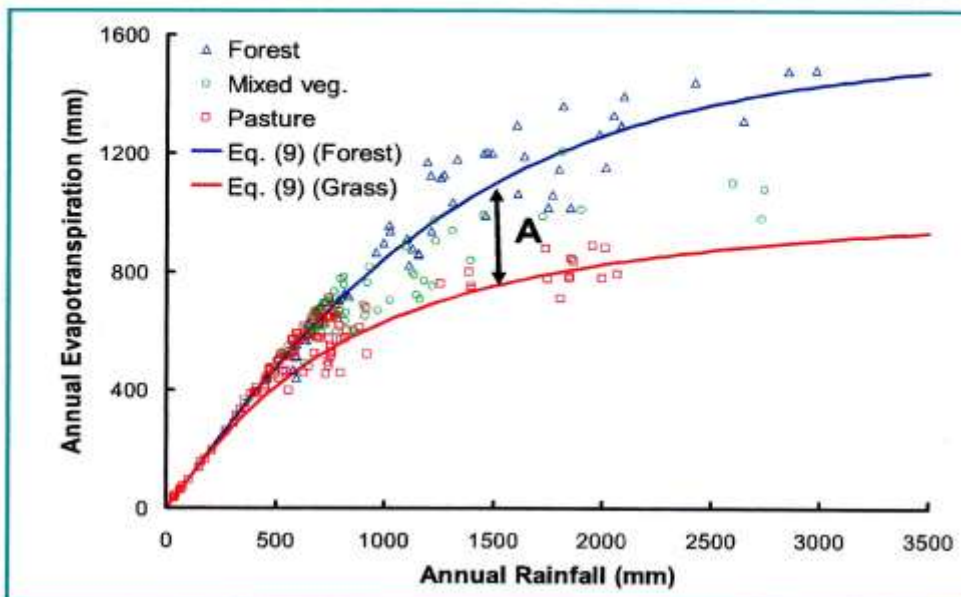 1600
1200
800
400
0
Annual Evapotranspiration (mm)
Forest
Mixed veg.
Pasture
Eq. (9) (Forest)
Eq. (9) (Grass)
A
0 500 1000 1500 2000 2500 3000 3500
Annual Rainfall (mm)